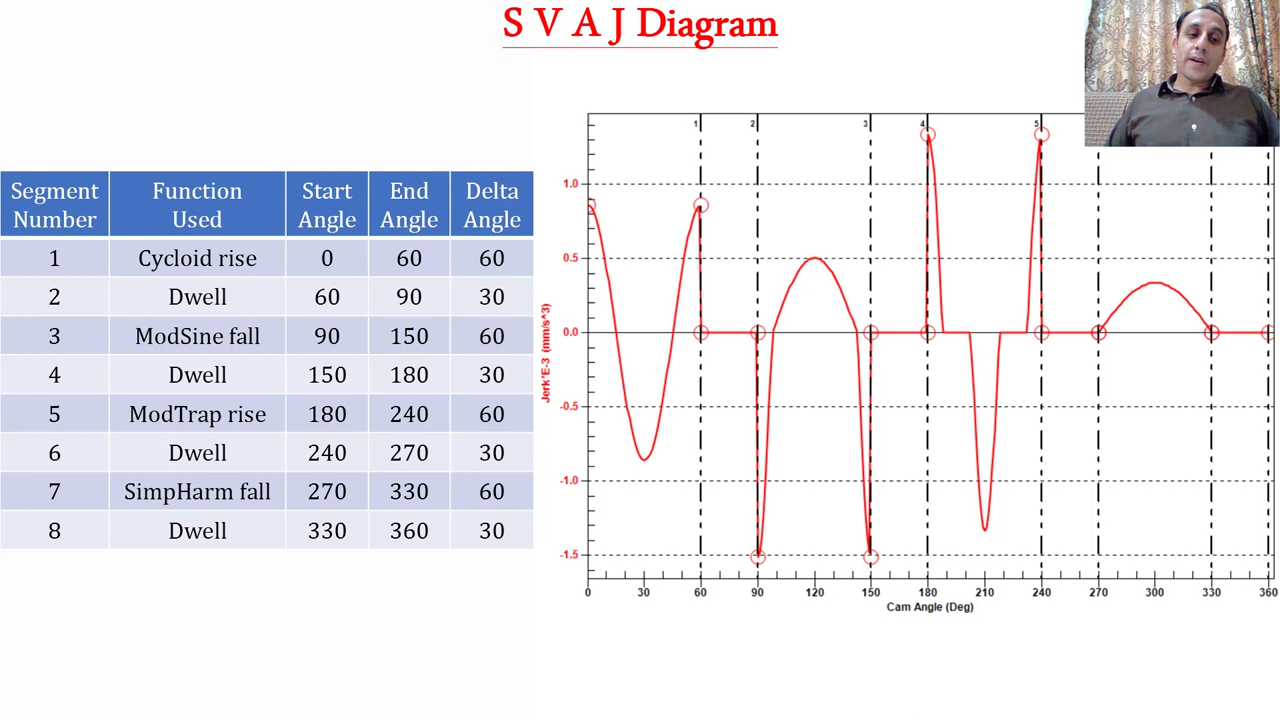 S V A J Diagram
Segment Number Function Used Start Angle End Angle Delta Angle
1 Cycloid rise 0 60 60
2 Dwell 60 90 30
3 ModSine fall 90 150 60
4 Dwell 150 180 30
5 ModTrap rise 180 240 60
6 Dwell 240 270 30
7 SimpHarm fall 270 330 60
8 Dwell 330 360 30
1 2 3 4 5
1.0
0.5
0.0
-0.5
-1.0
-1.5
Jerk*E-3 (mm/s^3)
0 30 60 90 120 150 180 210 240 270 300 330 360
Cam Angle (Deg)